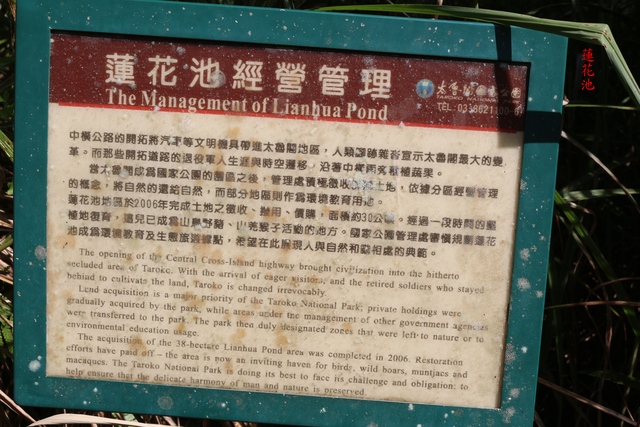 蓮花池經營管理
The Management of Lianhua Pond
太魯閣國家公園
TAROKO NATIONAL PARK
TEL:03-8621100
蓮花池
中橫公路的開拓將汽車等文明機具帶進太魯閣地區，人類蹤跡雜沓宣示太魯閣最大的變
革。而那些開拓道路的退役軍人生涯與時空遷移，沿著中橫兩旁種植蔬果。
當太魯閣成為國家公園的園區之後，管理處積極徵收私有土地，依據分區經營管理
的概念，將自然的還給自然，而部分地區則作為環境教育用地。
蓮花池地區於2006年完成土地之徵收、撥用、價購，面積約30公頃。經過一段時間的棲
地地復育，這兒已成為山鳥野豬、山羌猴子活動的地方。國家公園管理處審慎規劃蓮花
池成為環境教育及生態旅遊據點，希望在此展現人與自然和諧相處的典範。
The opening of the Central Cross-Island highway brought civilization into the hitherto
secluded area of Taroko. With the arrival of eager visitors, and the retired soldiers who stayed
behind to cultivate the land, Taroko is changed irrevocably.
Land acquisition is a major priority of the Taroko National Park; private holdings were
gradually acquired by the park, while areas under the management of other government agencies
were transferred to the park. The park then duly designated zones that were left to nature or to
environmental education usage.
The acquisition of the 38-hectare Lianhua Pond area was completed in 2006. Restoration
efforts have paid off – the area is now an inviting haven for birds, wild boars, muntjacs and
macaques. The Taroko National Park is doing its best to face its challenge and obligation: to
help ensure that the delicate harmony of man and nature is preserved.